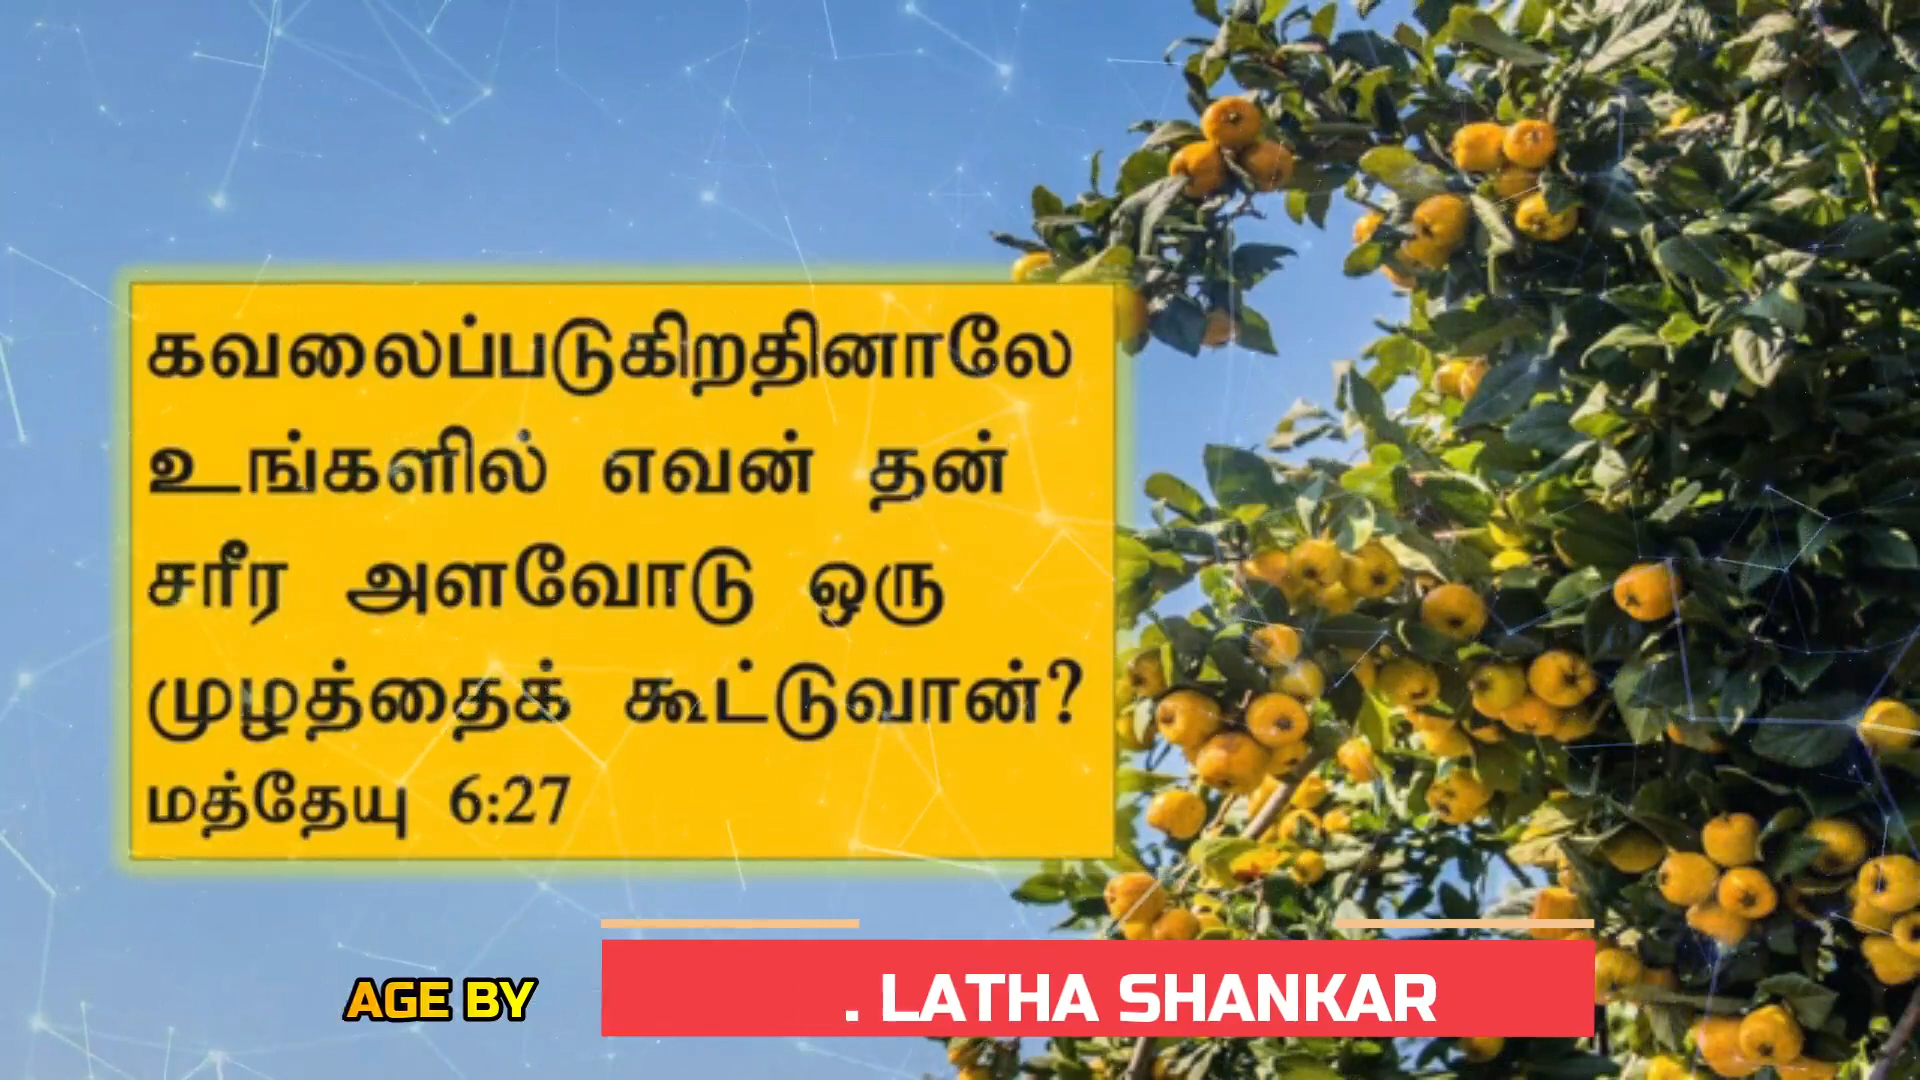 கவலைப்படுகிறதினாலே
உங்களில் எவன் தன்
சரீர அளவோடு ஒரு
முழத்தைக் கூட்டுவான்?
மத்தேயு 6:27
AGE BY . LATHA SHANKAR